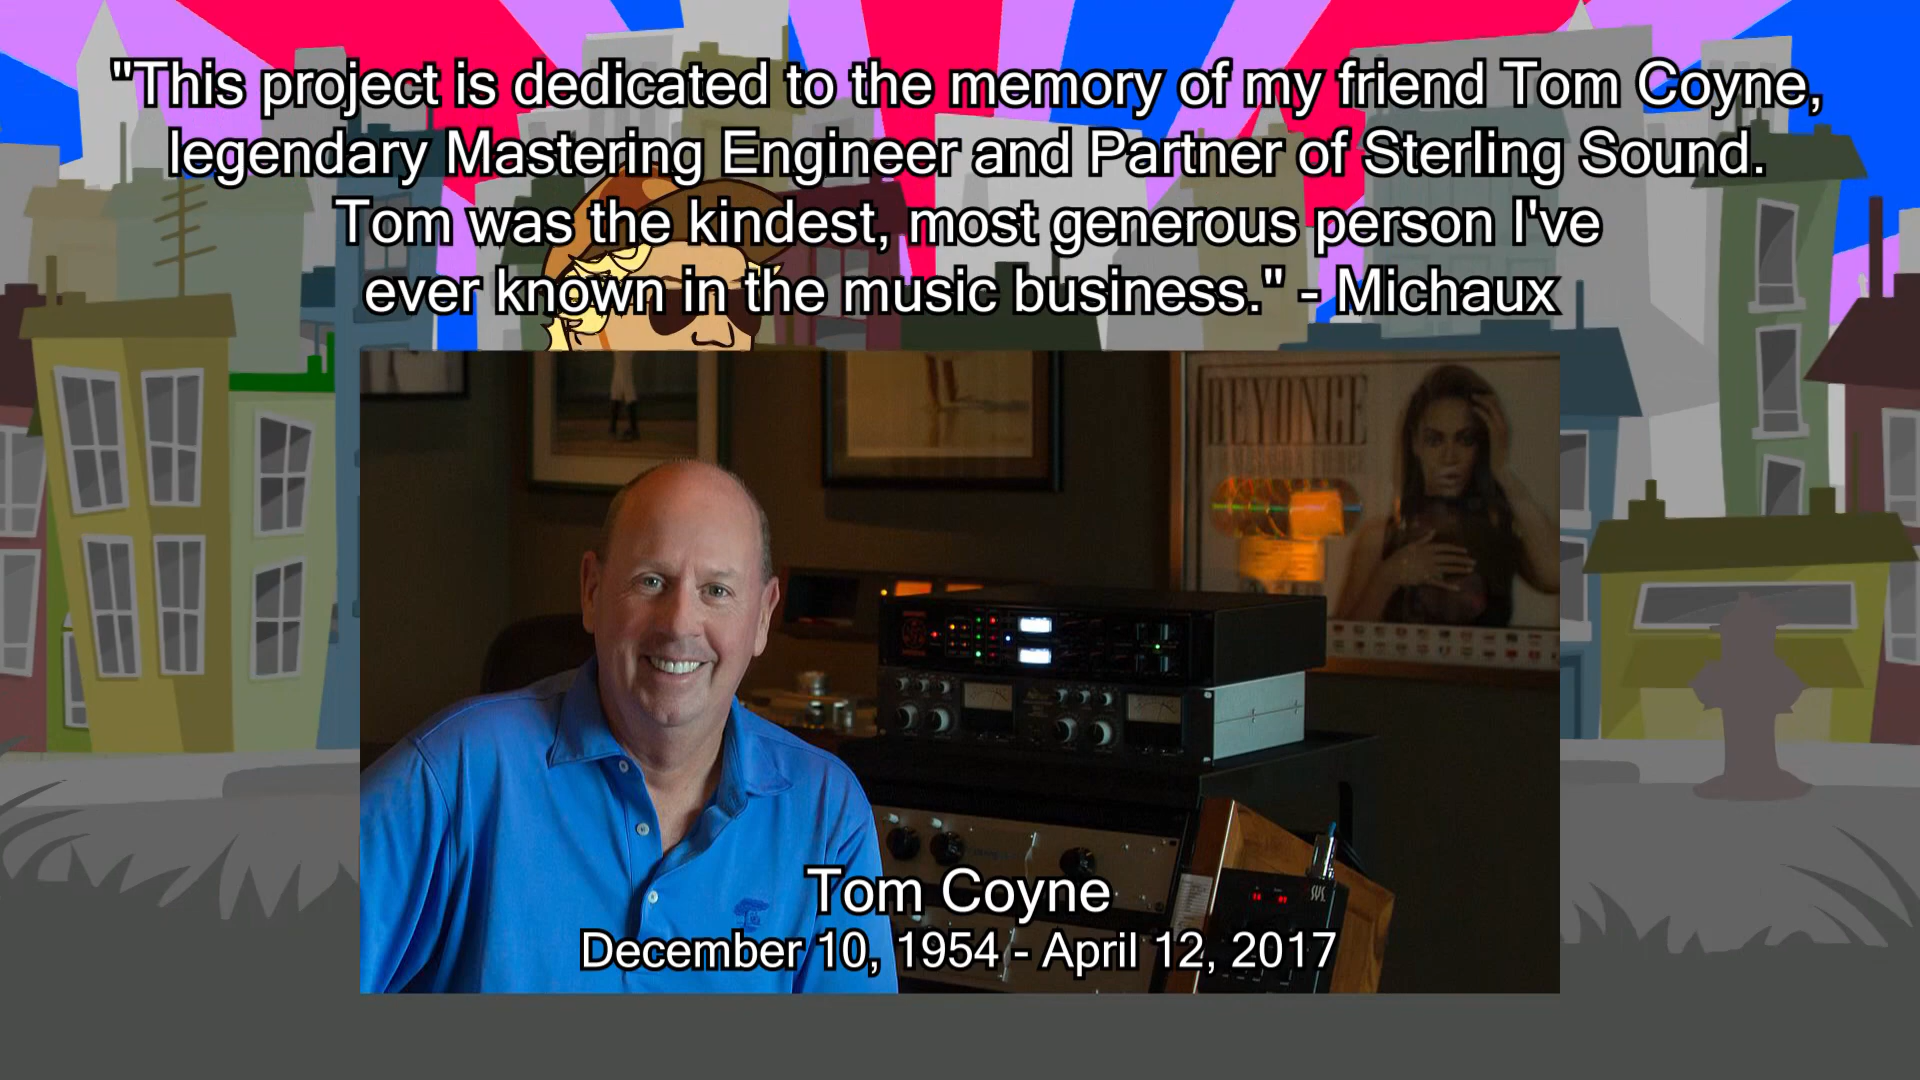 "This project is dedicated to the memory of my friend Tom Coyne,
legendary Mastering Engineer and Partner of Sterling Sound.
Tom was the kindest, most generous person I've
ever known in the music business." - Michaux
BEYONCE
Tom Coyne
December 10, 1954 - April 12, 2017